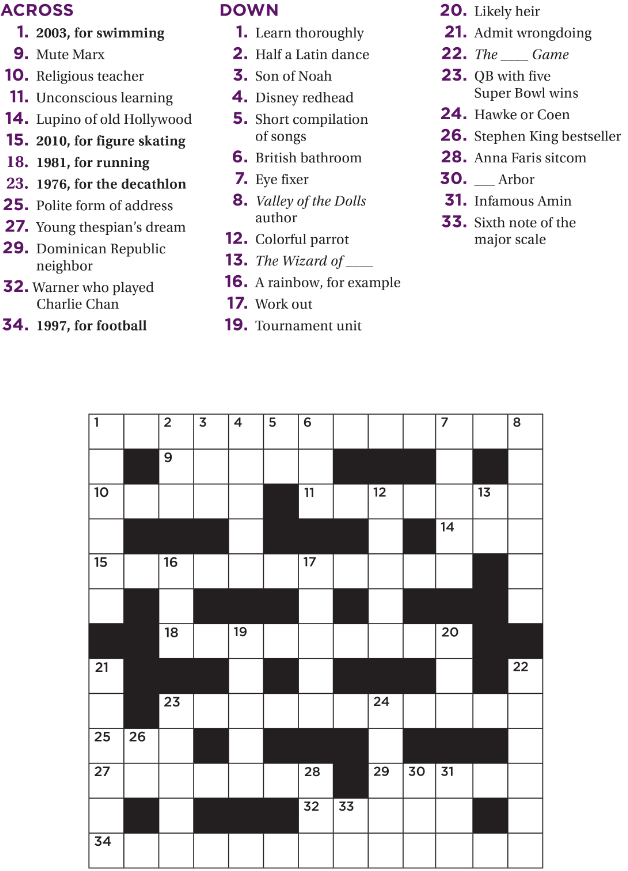 ACROSS
1. 2003, for swimming
9. Mute Marx
10. Religious teacher
11. Unconscious learning
14. Lupino of old Hollywood
15. 2010, for figure skating
18. 1981, for running
23. 1976, for the decathlon
25. Polite form of address
27. Young thespian's dream
29. Dominican Republic
neighbor
32. Warner who played
Charlie Chan
34. 1997, for football
DOWN
1. Learn thoroughly
2. Half a Latin dance
3. Son of Noah
4. Disney redhead
5. Short compilation
of songs
6. British bathroom
7. Eye fixer
8. Valley of the Dolls
author
12. Colorful parrot
13. The Wizard of ____
16. A rainbow, for example
17. Work out
19. Tournament unit
20. Likely heir
21. Admit wrongdoing
22. The ____ Game
23. QB with five
Super Bowl wins
24. Hawke or Coen
26. Stephen King bestseller
28. Anna Faris sitcom
30. ___ Arbor
31. Infamous Amin
33. Sixth note of the
major scale
1 2 3 4 5 6 7 8
9
10 11 12 13
14
15 16 17
18 19 20
21 22
23 24
25 26
27 28 29 30 31
32 33
34